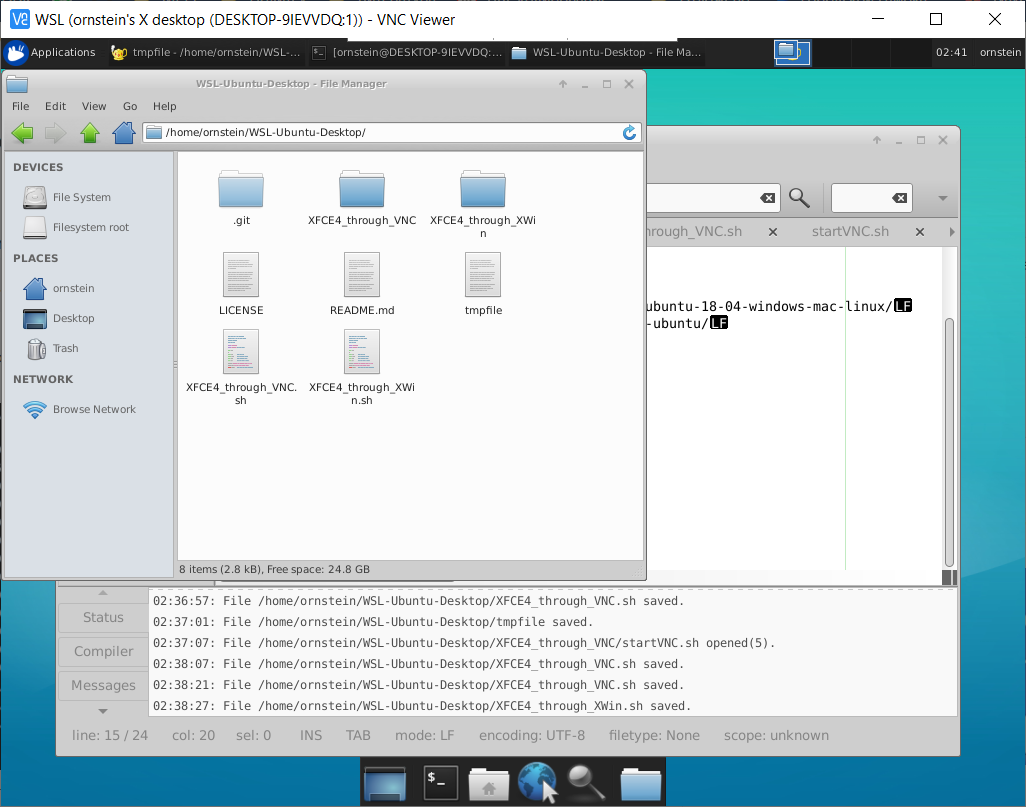 WSL (ornstein's X desktop (DESKTOP-9IEVVDQ:1)) - VNC Viewer
Applications tmpfile - /home/ornstein/WSL-... [ornstein@DESKTOP-9IEVVDQ:... WSL-Ubuntu-Desktop - File Ma... 02:41 ornstein
WSL-Ubuntu-Desktop - File Manager
File Edit View Go Help
/home/ornstein/WSL-Ubuntu-Desktop/
DEVICES
File System
Filesystem root
PLACES
ornstein
Desktop
Trash
NETWORK
Browse Network
.git XFCE4_through_VNC XFCE4_through_XWi
n
LICENSE README.md tmpfile
XFCE4_through_VNC. XFCE4_through_XWi
sh n.sh
8 items (2.8 kB), Free space: 24.8 GB
hrough_VNC.sh startVNC.sh
ubuntu-18-04-windows-mac-linux/LF
-ubuntu/LF
Status
Compiler
Messages
02:36:57: File /home/ornstein/WSL-Ubuntu-Desktop/XFCE4_through_VNC.sh saved.
02:37:01: File /home/ornstein/WSL-Ubuntu-Desktop/tmpfile saved.
02:37:07: File /home/ornstein/WSL-Ubuntu-Desktop/XFCE4_through_VNC/startVNC.sh opened(5).
02:38:07: File /home/ornstein/WSL-Ubuntu-Desktop/XFCE4_through_VNC.sh saved.
02:38:21: File /home/ornstein/WSL-Ubuntu-Desktop/XFCE4_through_VNC.sh saved.
02:38:27: File /home/ornstein/WSL-Ubuntu-Desktop/XFCE4_through_XWin.sh saved.
line: 15 / 24 col: 20 sel: 0 INS TAB mode: LF encoding: UTF-8 filetype: None scope: unknown